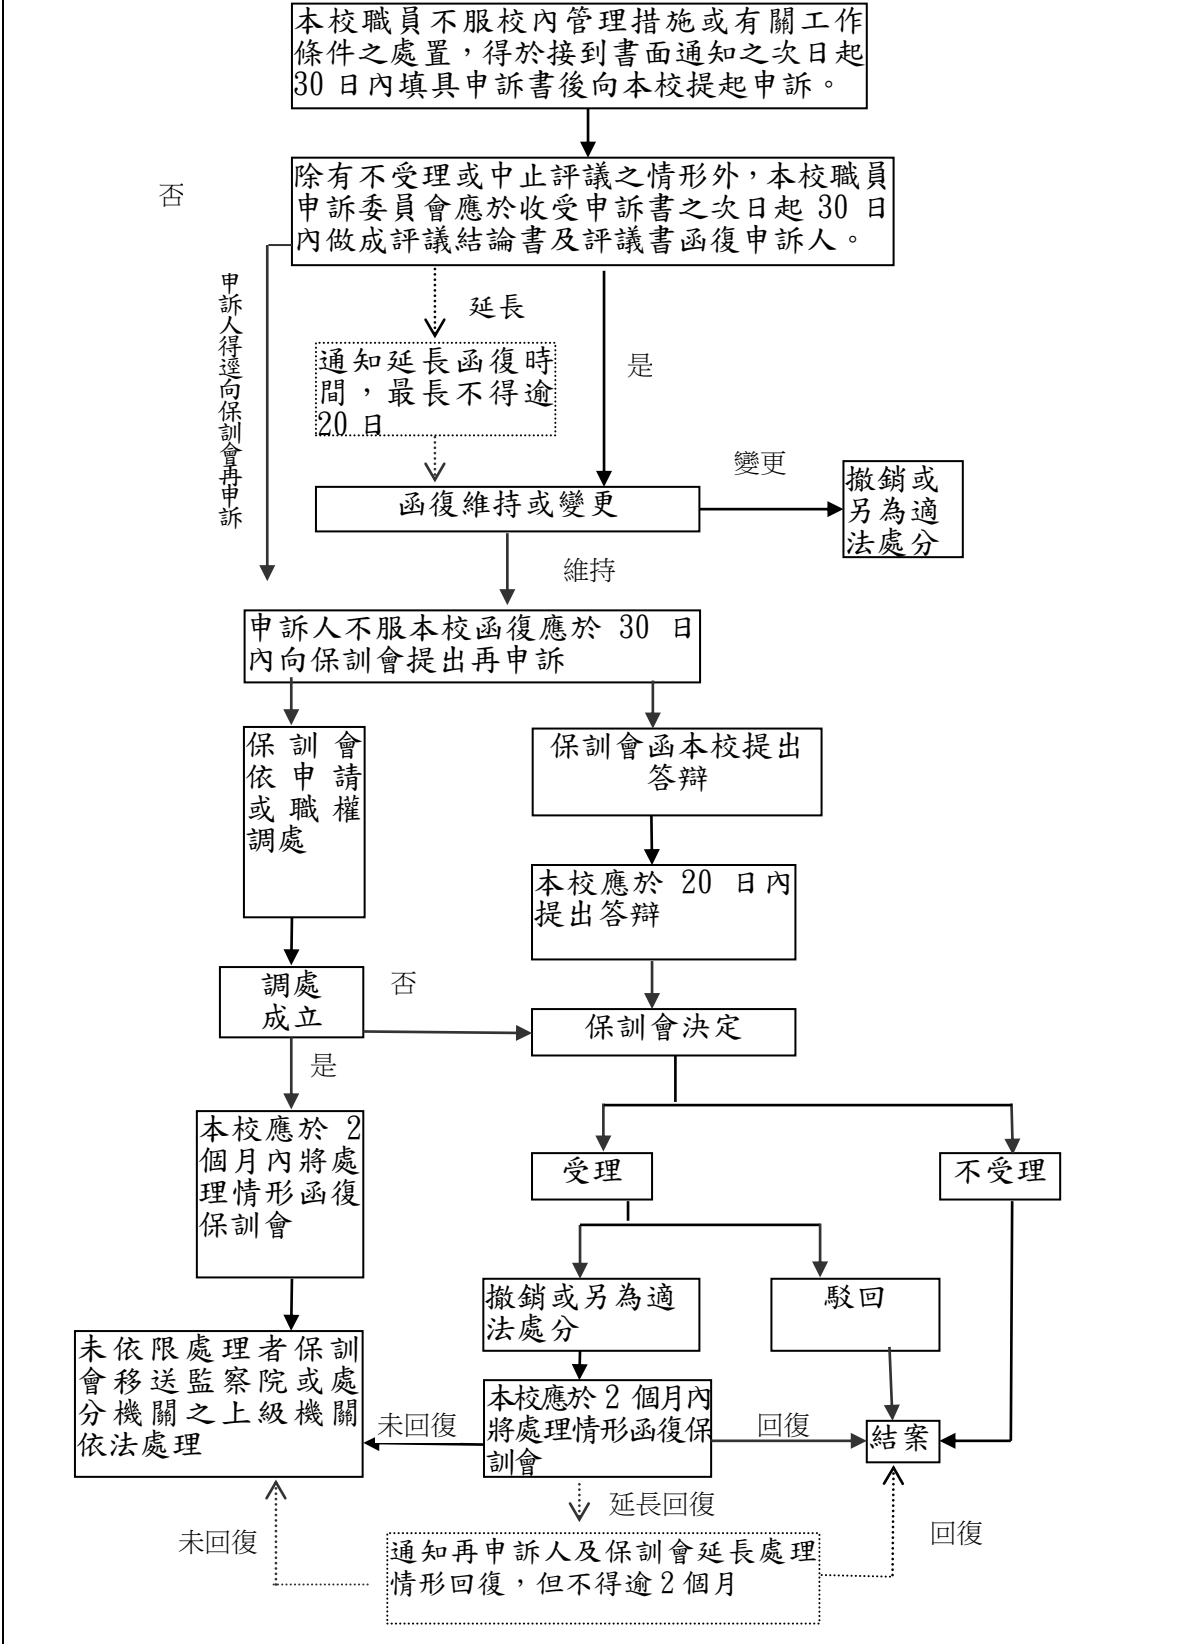 本校職員不服校內管理措施或有關工作
條件之處置，得於接到書面通知之次日起
30 日內填具申訴書後向本校提起申訴。
否
除有不受理或中止評議之情形外，本校職員
申訴委員會應於收受申訴書之次日起 30 日
內做成評議結論書及評議書函復申訴人。
申訴人得逕向保訓會再申訴
延長
通知延長函復時
間，最長不得逾
20 日
是
函復維持或變更
變更
撤銷或
另為適
法處分
維持
申訴人不服本校函復應於 30 日
內向保訓會提出再申訴
保訓會
依申請
或職權
調處
保訓會函本校提出
答辯
本校應於 20 日內
提出答辯
調處
成立
否
保訓會決定
是
本校應於 2
個月內將處
理情形函復
保訓會
受理
不受理
撤銷或另為適
法處分
駁回
未依限處理者保訓
會移送監察院或處
分機關之上級機關
依法處理
未回復
本校應於 2 個月內
將處理情形函復保
訓會
回復
結案
延長回復
未回復
通知再申訴人及保訓會延長處理
情形回復，但不得逾 2 個月
回復